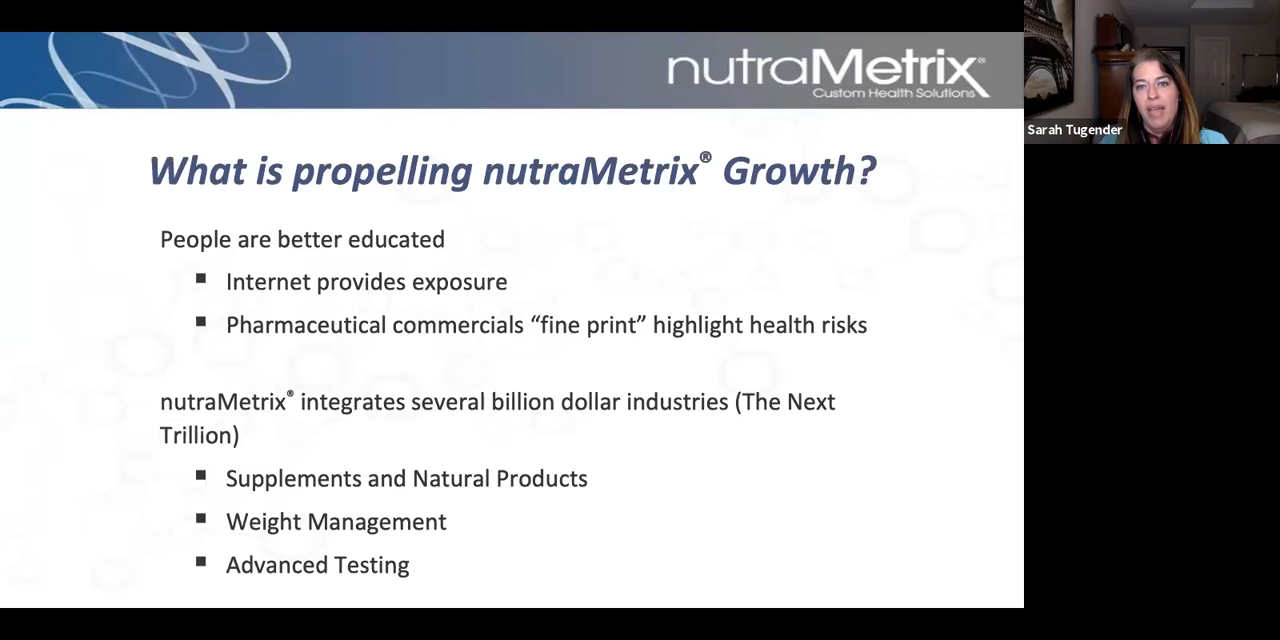 nutraMetrix®
Custom Health Solutions
Sarah Tugender
What is propelling nutraMetrix® Growth?
People are better educated
▪ Internet provides exposure
▪ Pharmaceutical commercials “fine print” highlight health risks
nutraMetrix® integrates several billion dollar industries (The Next
Trillion)
▪ Supplements and Natural Products
▪ Weight Management
▪ Advanced Testing